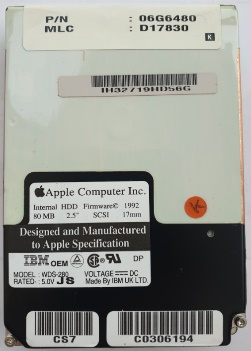 P/N : 06G6480
MLC : D17830
K
IH32719HD56G
K
Apple Computer Inc.
Internal HDD Firmware© 1992
80 MB 2.5" SCSI 17mm
Designed and Manufactured
to Apple Specification
IBM OEM DP
MODEL: WDS-280 VOLTAGE DC
RATED: 5.0V JS Made By IBM UK LTD
CS7 C0306194